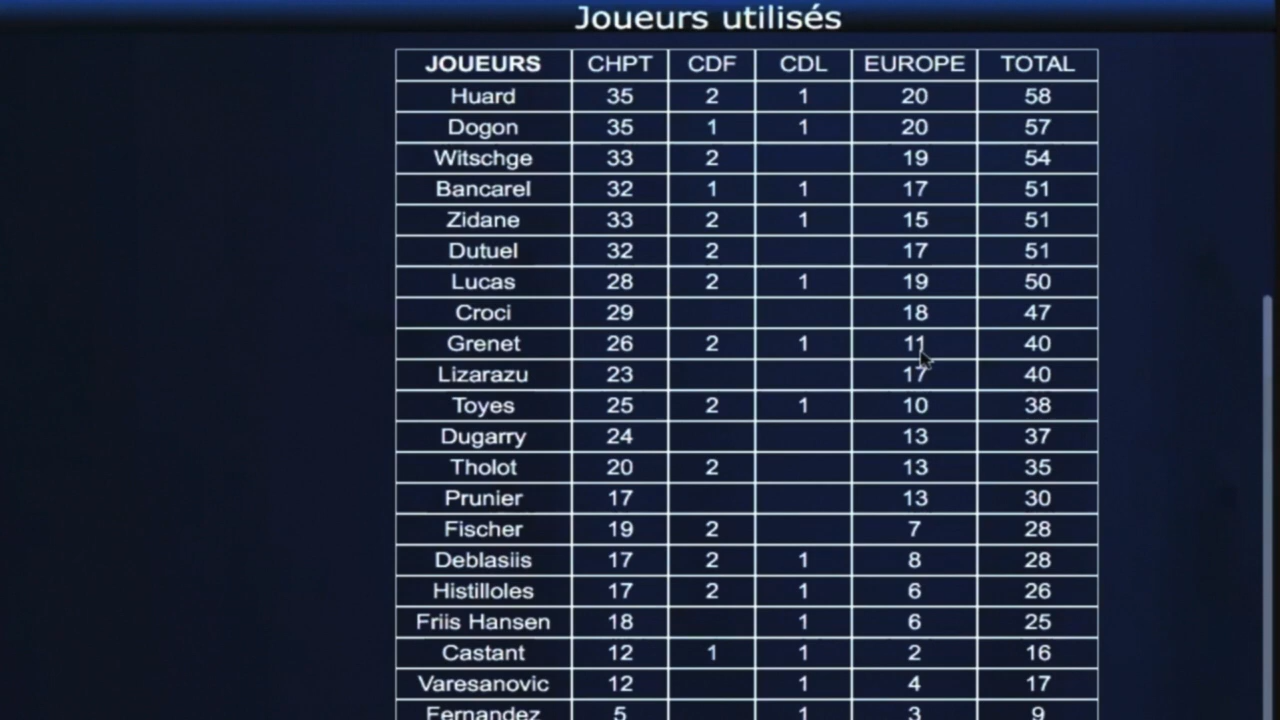 Joueurs utilisés
JOUEURS CHPT CDF CDL EUROPE TOTAL
Huard 35 2 1 20 58
Dogon 35 1 1 20 57
Witschge 33 2 19 54
Bancarel 32 1 1 17 51
Zidane 33 2 1 15 51
Dutuel 32 2 17 51
Lucas 28 2 1 19 50
Croci 29 18 47
Grenet 26 2 1 11 40
Lizarazu 23 17 40
Toyes 25 2 1 10 38
Dugarry 24 13 37
Tholot 20 2 13 35
Prunier 17 13 30
Fischer 19 2 7 28
Deblasiis 17 2 1 8 28
Histilloles 17 2 1 6 26
Friis Hansen 18 1 6 25
Castant 12 1 1 2 16
Varesanovic 12 1 4 17
Fernandez 5 1 3 9